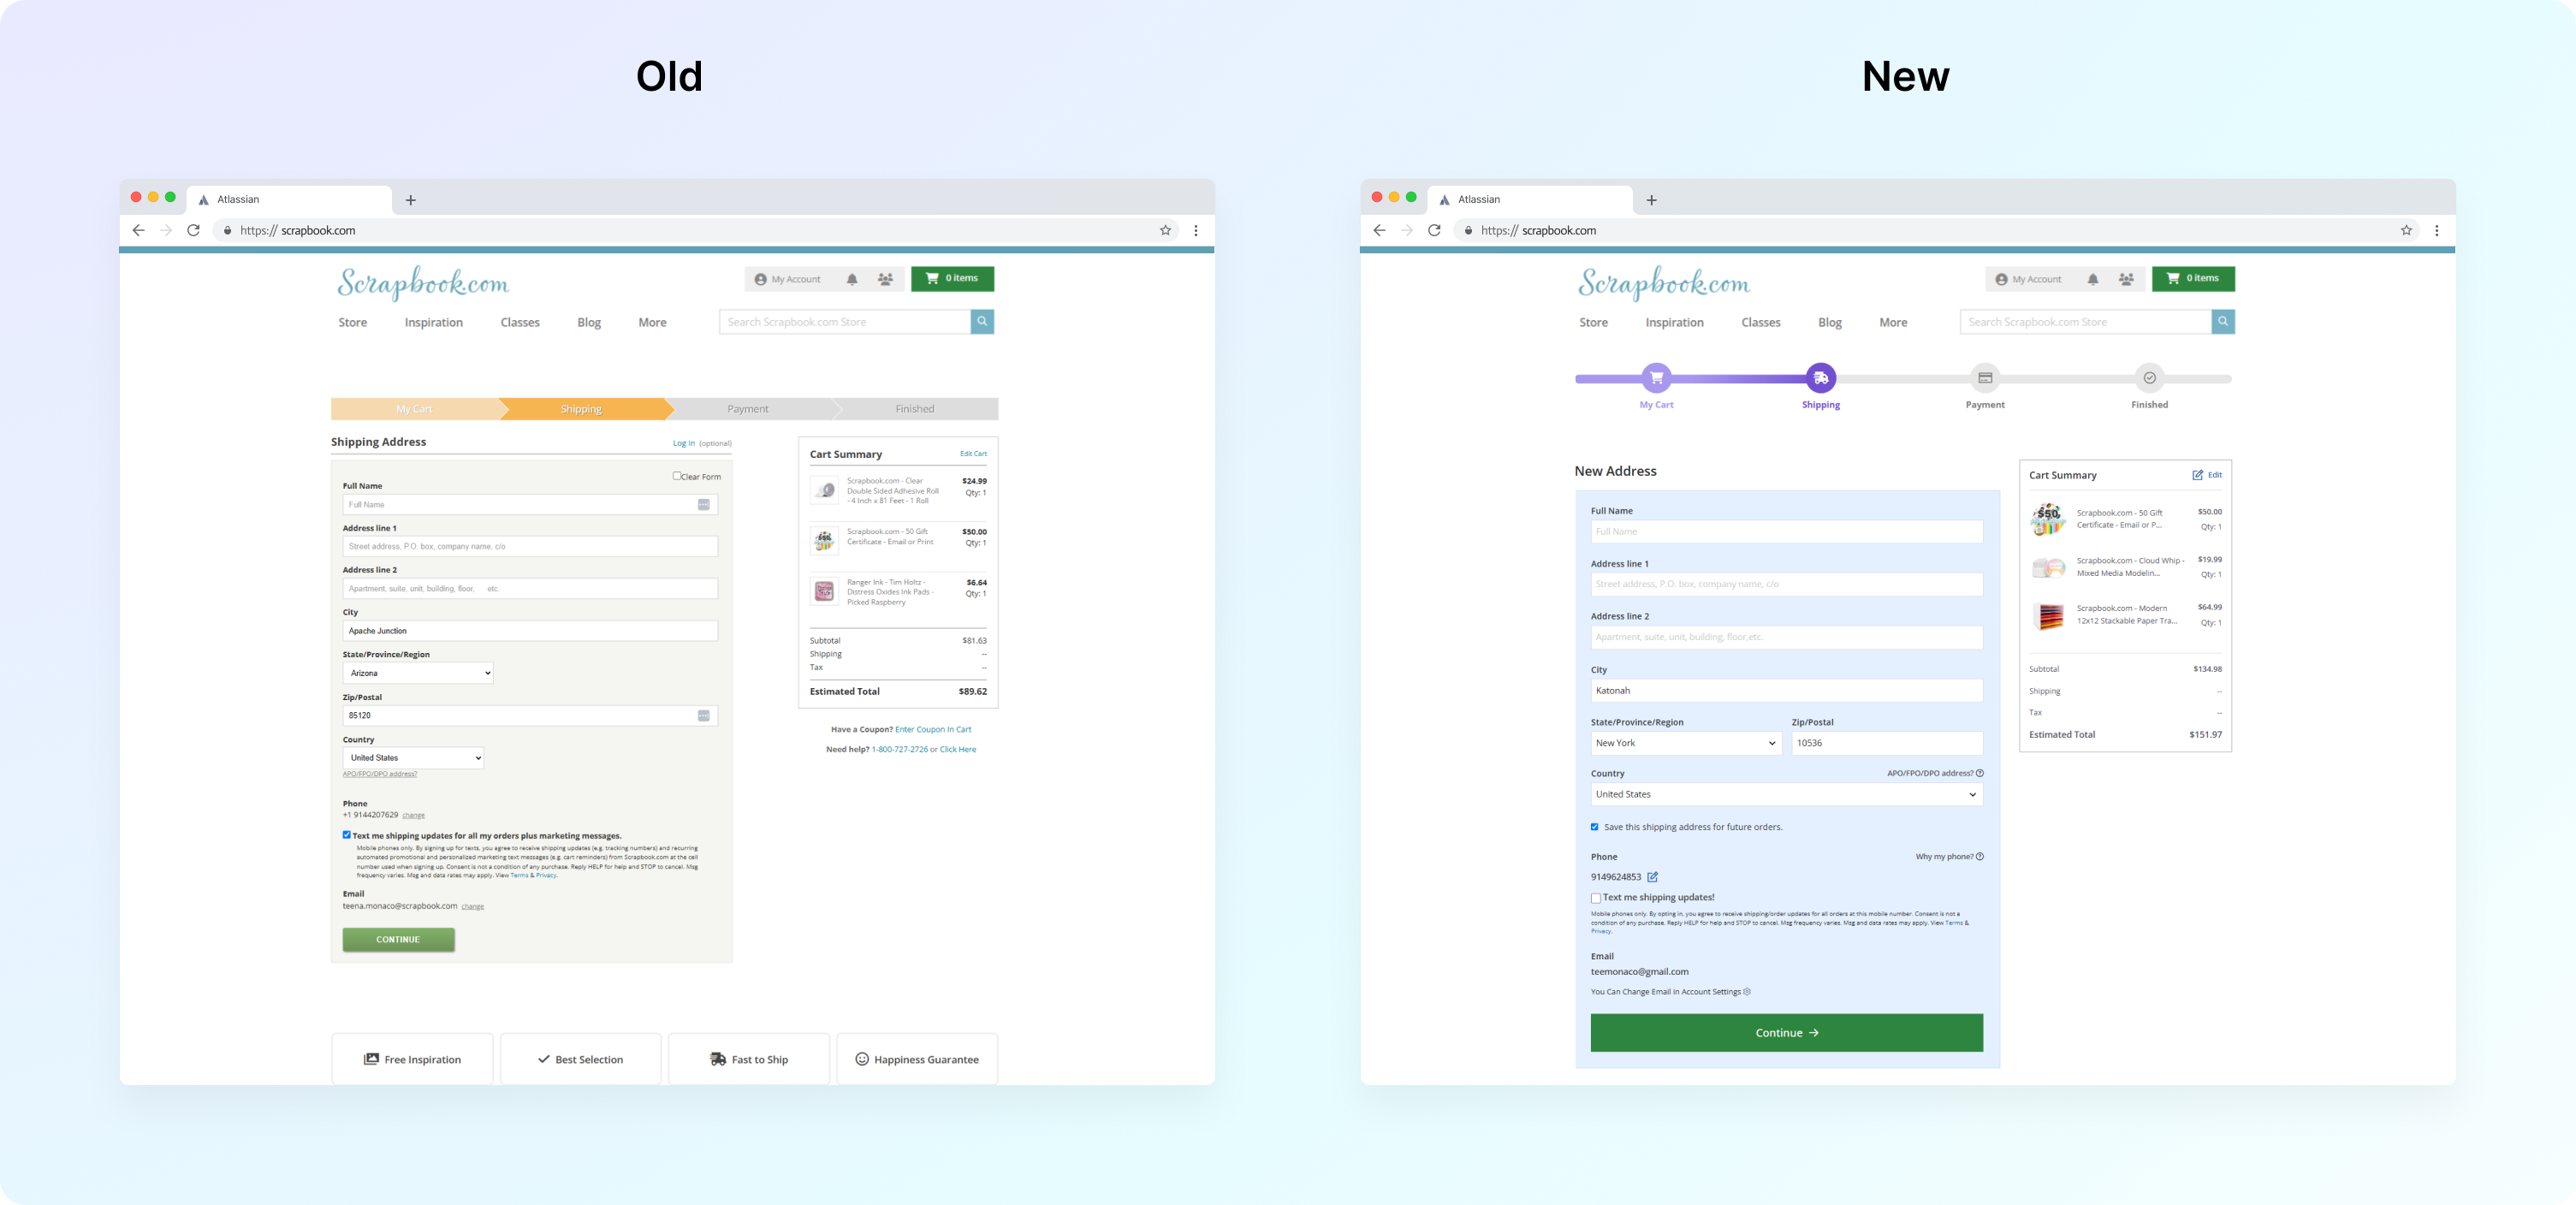 Old
New
Atlassian
https:// scrapbook.com
Scrapbook.com
My Account
0 items
Store
Inspiration
Classes
Blog
More
Search Scrapbook.com Store
My Cart
Shipping
Payment
Finished
Shipping Address
Log In (optional)
Clear Form
Full Name
Full Name
Address line 1
Street address, P.O. box, company name, c/o
Address line 2
Apartment, suite, unit, building, floor, etc.
City
Apache Junction
State/Province/Region
Arizona
Zip/Postal
85120
Country
United States
APO/FPO/DPO address?
Phone
+1 9144207629 change
Text me shipping updates for all my orders plus marketing messages.
Mobile phones only. By signing up for texts, you agree to receive shipping updates (e.g. tracking numbers) and recurring
automated promotional and personalized marketing text messages (e.g. cart reminders) from Scrapbook.com at the cell
number used when signing up. Consent is not a condition of any purchase. Reply HELP for help and STOP to cancel. Msg
frequency varies. Msg and data rates may apply. View Terms & Privacy.
Email
teena.monaco@scrapbook.com change
CONTINUE
Cart Summary
Edit Cart
Scrapbook.com - Clear
Double Sided Adhesive Roll
- 4 Inch x 81 Feet - 1 Roll
$24.99
Qty: 1
Scrapbook.com - 50 Gift
Certificate - Email or Print
$50.00
Qty: 1
Ranger Ink - Tim Holtz -
Distress Oxides Ink Pads -
Picked Raspberry
$6.64
Qty: 1
Subtotal $81.63
Shipping --
Tax --
Estimated Total $89.62
Have a Coupon? Enter Coupon In Cart
Need help? 1-800-727-2726 or Click Here
Free Inspiration
Best Selection
Fast to Ship
Happiness Guarantee
Atlassian
https:// scrapbook.com
Scrapbook.com
My Account
0 items
Store
Inspiration
Classes
Blog
More
Search Scrapbook.com Store
My Cart
Shipping
Payment
Finished
New Address
Full Name
Full Name
Address line 1
Street address, P.O. box, company name, c/o
Address line 2
Apartment, suite, unit, building, floor,etc.
City
Katonah
State/Province/Region
Zip/Postal
New York
10536
Country
APO/FPO/DPO address?
United States
Save this shipping address for future orders.
Phone
Why my phone?
9149624853
Text me shipping updates!
Mobile phones only. By opting in, you agree to receive shipping/order updates for all orders at this mobile number. Consent is not a
condition of any purchase. Reply HELP for help and STOP to cancel. Msg frequency varies. Msg and data rates may apply. View Terms &
Privacy.
Email
teemonaco@gmail.com
You Can Change Email in Account Settings
Continue
Cart Summary
Edit
$50
Scrapbook.com - 50 Gift
Certificate - Email or P...
$50.00
Qty: 1
Scrapbook.com - Cloud Whip -
Mixed Media Modelin...
$19.99
Qty: 1
Scrapbook.com - Modern
12x12 Stackable Paper Tra...
$64.99
Qty: 1
Subtotal $134.98
Shipping --
Tax --
Estimated Total $151.97